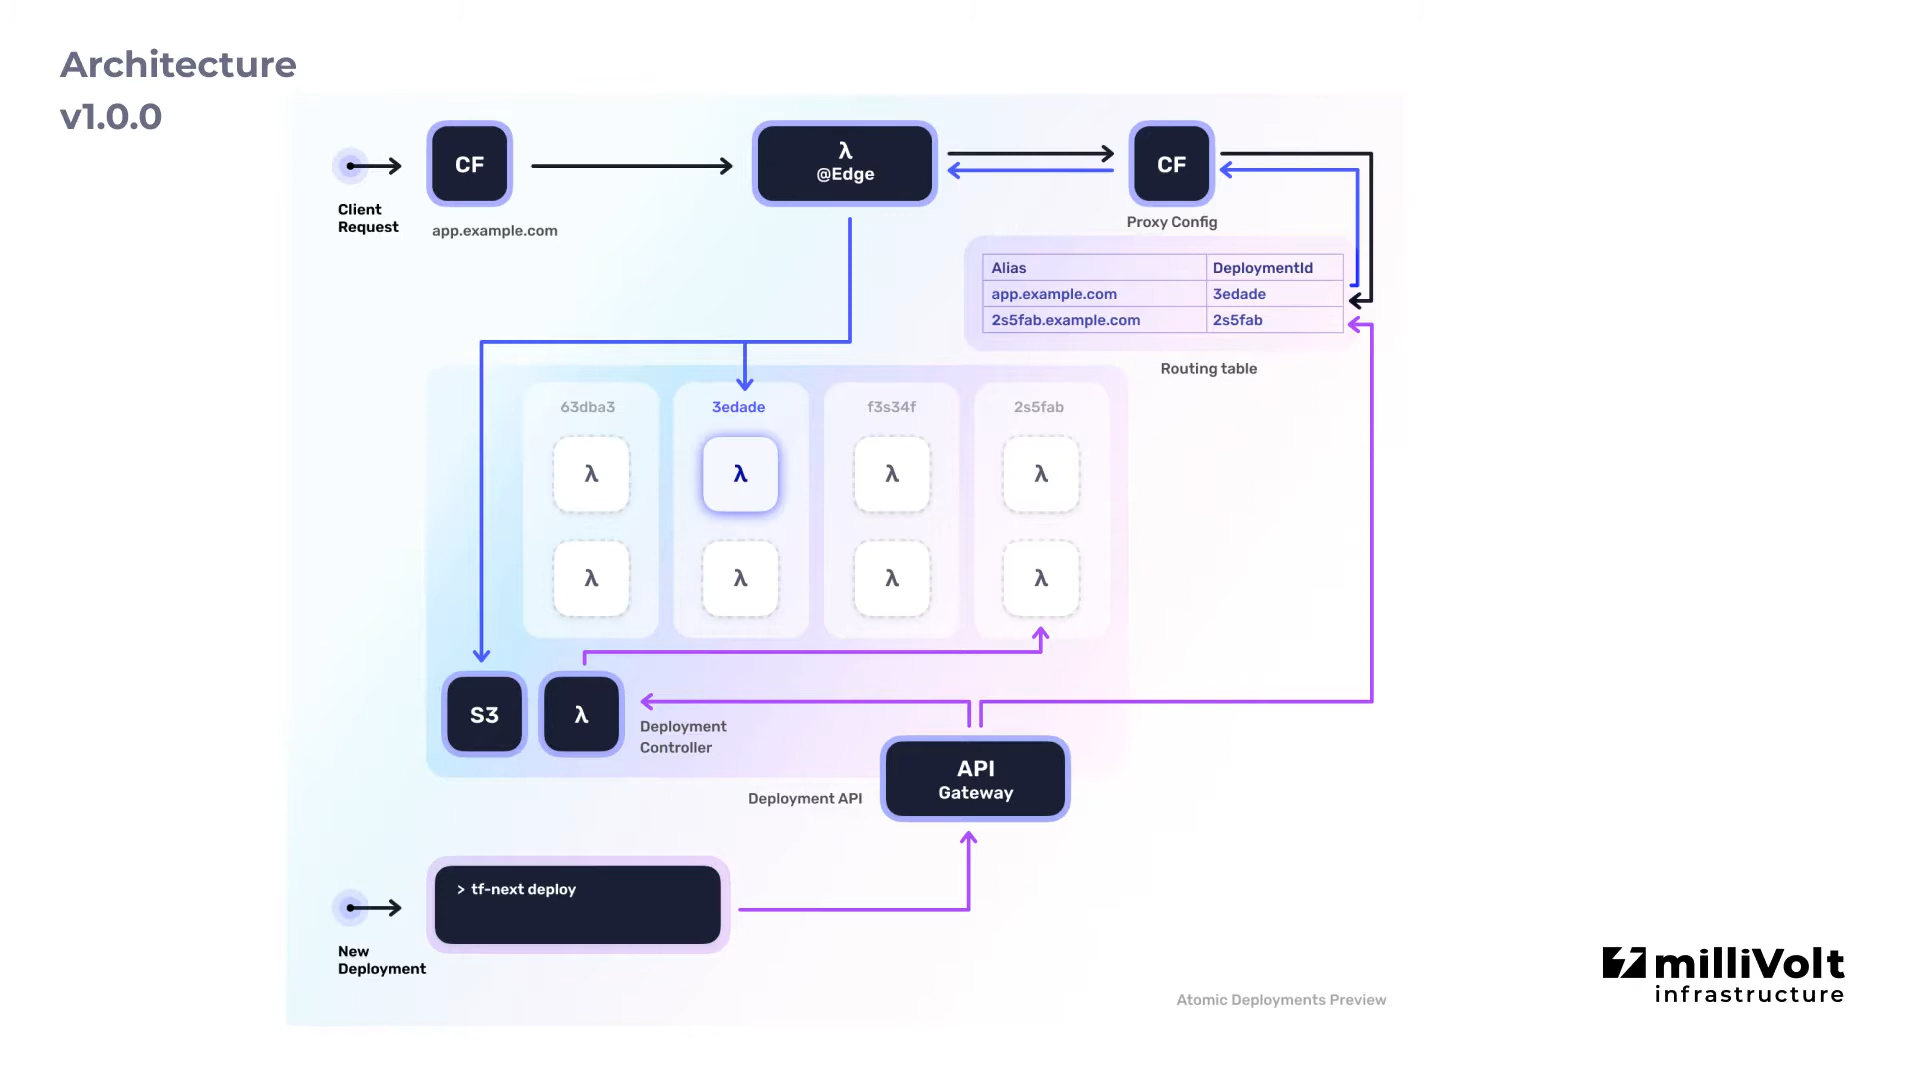 Architecture
v1.0.0
Client
Request
CF
app.example.com
λ
@Edge
CF
Proxy Config
Alias DeploymentId
app.example.com 3edade
2s5fab.example.com 2s5fab
Routing table
63dba3 3edade f3s34f 2s5fab
λ λ λ λ
λ λ λ λ
S3
λ
Deployment
Controller
API
Gateway
Deployment API
> tf-next deploy
New
Deployment
Atomic Deployments Preview
milliVolt
infrastructure